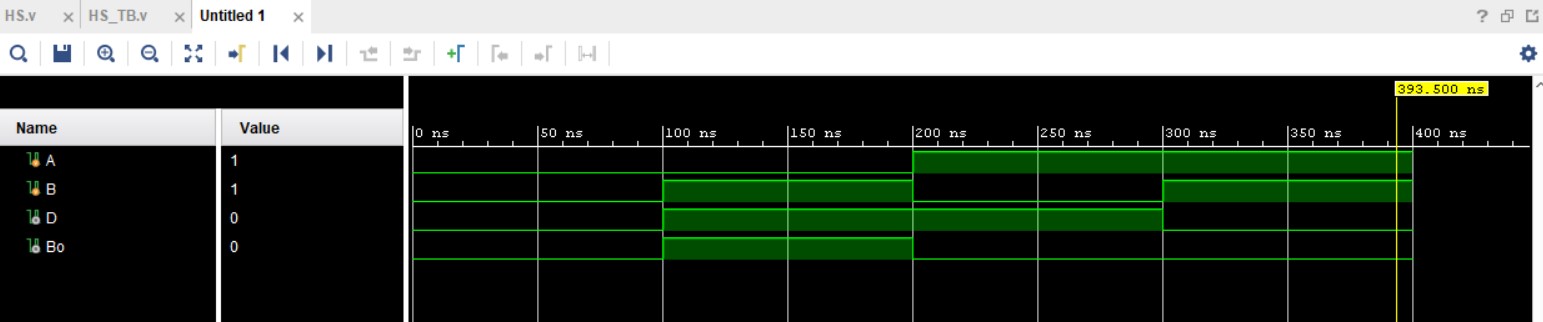 HS.v × HS_TB.v × Untitled 1 × ?
393.500 ns
Name Value
0 ns 50 ns 100 ns 150 ns 200 ns 250 ns 300 ns 350 ns 400 ns
A 1
B 1
D 0
Bo 0